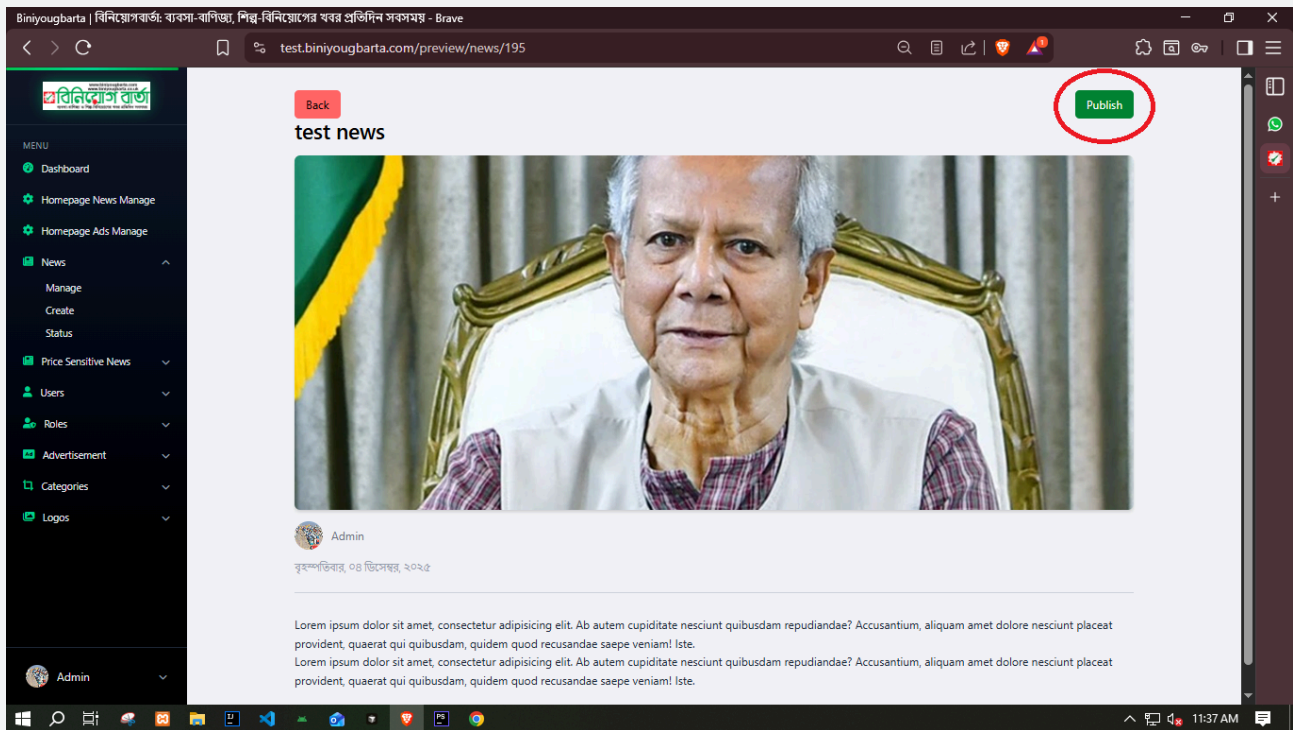 Biniyougbarta | বিনিয়োগবার্তা: ব্যবসা-বাণিজ্য, শিল্প-বিনিয়োগের খবর প্রতিদিন সবসময় - Brave
test.biniyougbarta.com/preview/news/195
বিনিয়োগ বার্তা
Back
Publish
test news
MENU
Dashboard
Homepage News Manage
Homepage Ads Manage
News
Manage
Create
Status
Price Sensitive News
Users
Roles
Advertisement
Categories
Logos
Admin
বৃহস্পতিবার, ০৪ ডিসেম্বর, ২০২৫
Lorem ipsum dolor sit amet, consectetur adipisicing elit. Ab autem cupiditate nesciunt quibusdam repudiandae? Accusantium, aliquam amet dolore nesciunt placeat
provident, quaerat qui quibusdam, quidem quod recusandae saepe veniam! Iste.
Lorem ipsum dolor sit amet, consectetur adipisicing elit. Ab autem cupiditate nesciunt quibusdam repudiandae? Accusantium, aliquam amet dolore nesciunt placeat
provident, quaerat qui quibusdam, quidem quod recusandae saepe veniam! Iste.
Admin
11:37 AM